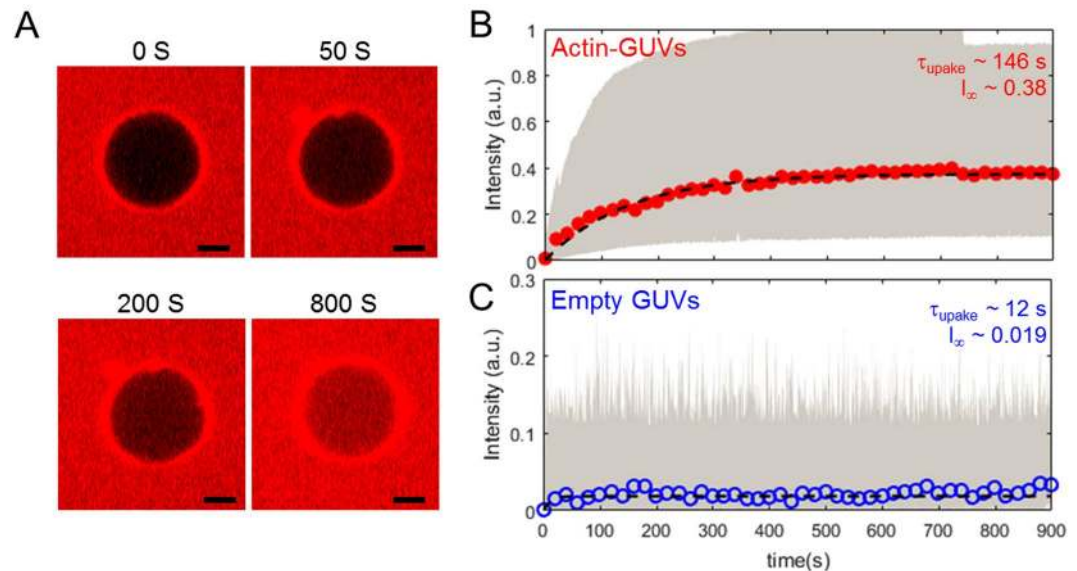 A
0 S
50 S
200 S
800 S
B
Actin-GUVs
τupake ~ 146 s
I∞ ~ 0.38
Intensity (a.u.)
1
0.8
0.6
0.4
0.2
0
C
Empty GUVs
τupake ~ 12 s
I∞ ~ 0.019
Intensity (a.u.)
0.3
0.2
0.1
0
0 100 200 300 400 500 600 700 800 900
time(s)